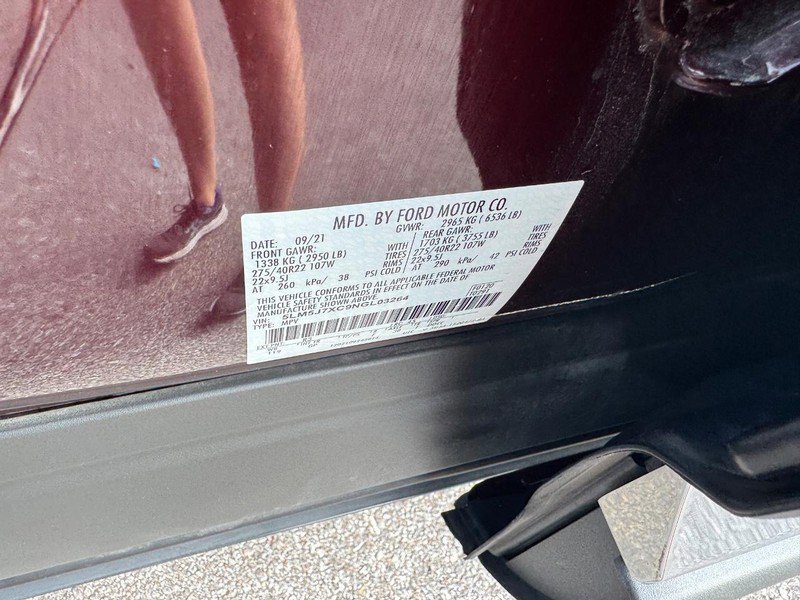 MFD. BY FORD MOTOR CO.
DATE: 09/21 GVWR: 2965 KG ( 6536 LB)
FRONT GAWR: WITH REAR GAWR: WITH
1338 KG ( 2950 LB) TIRES 1703 KG ( 3755 LB) TIRES
275/40R22 107W RIMS 275/40R22 107W RIMS
22x9.5J 22x9.5J
AT 260 kPa/ 38 PSI COLD AT 290 kPa/ 42 PSI COLD
THIS VEHICLE CONFORMS TO ALL APPLICABLE FEDERAL MOTOR
VEHICLE SAFETY STANDARDS IN EFFECT ON THE DATE OF
MANUFACTURE SHOWN ABOVE.
VIN: 5LM5J7XC9NGL03264
TYPE: MPV